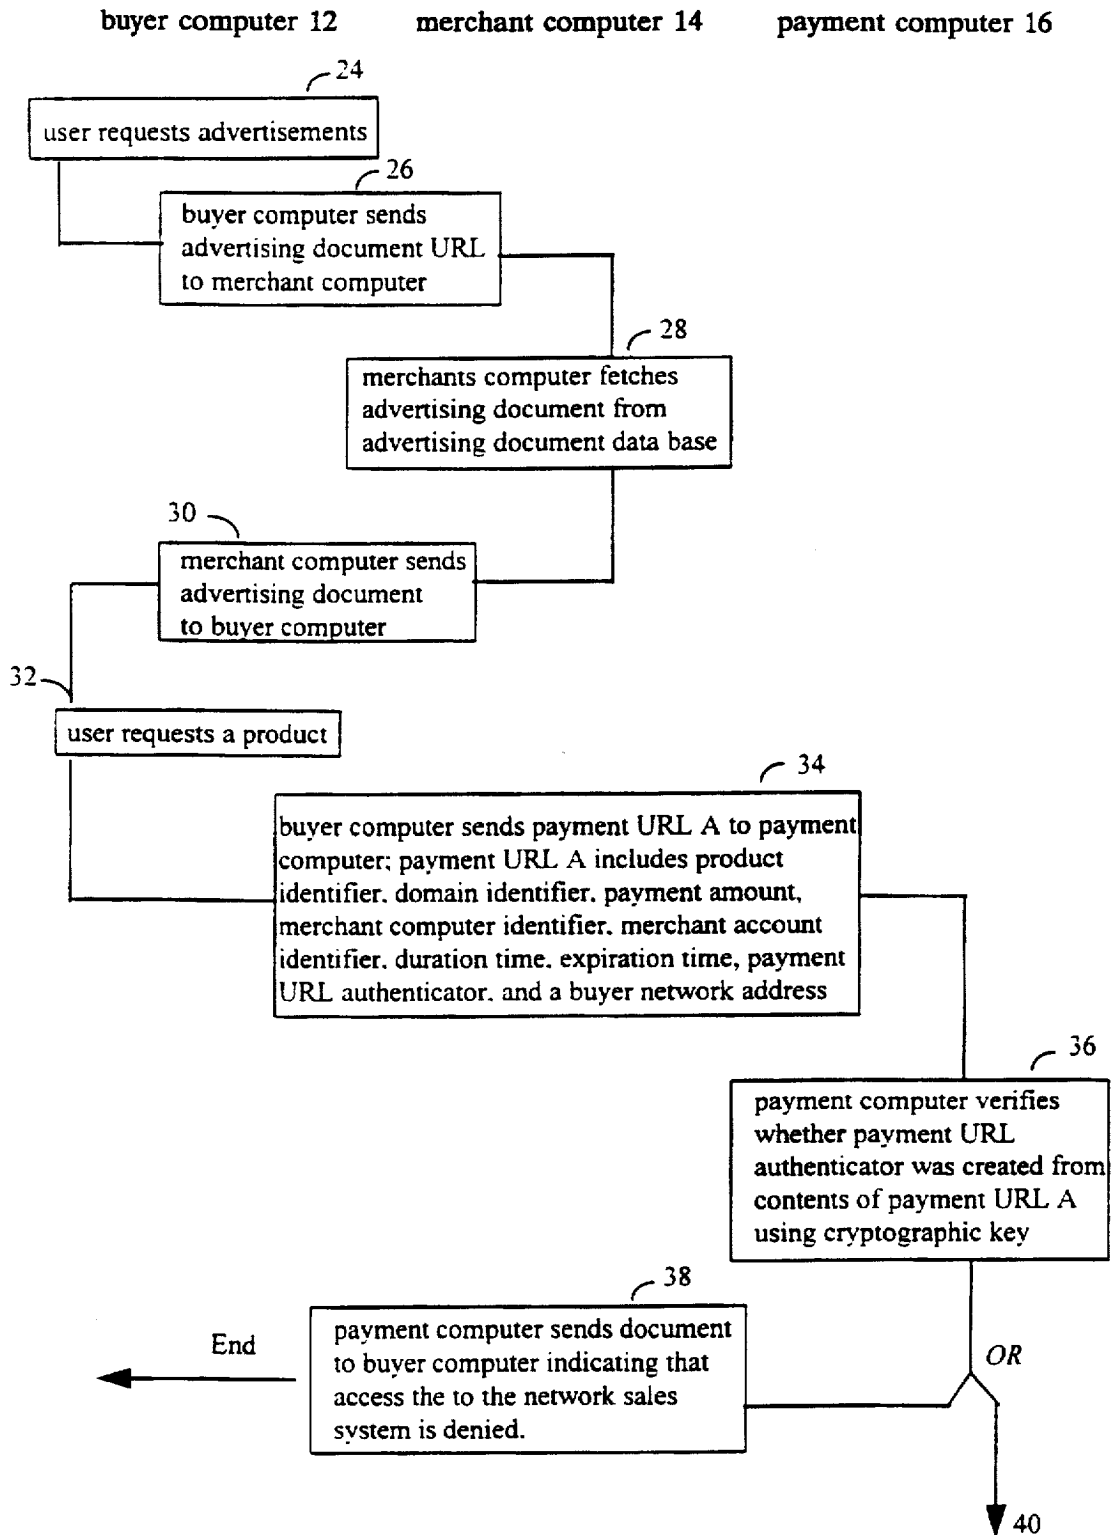 buyer computer 12 merchant computer 14 payment computer 16
24
user requests advertisements
26
buyer computer sends
advertising document URL
to merchant computer
28
merchants computer fetches
advertising document from
advertising document data base
30
merchant computer sends
advertising document
to buyer computer
32
user requests a product
34
buyer computer sends payment URL A to payment
computer; payment URL A includes product
identifier, domain identifier, payment amount,
merchant computer identifier, merchant account
identifier, duration time, expiration time, payment
URL authenticator, and a buyer network address
36
payment computer verifies
whether payment URL
authenticator was created from
contents of payment URL A
using cryptographic key
38
payment computer sends document
to buyer computer indicating that
access the to the network sales
system is denied.
End
OR
40